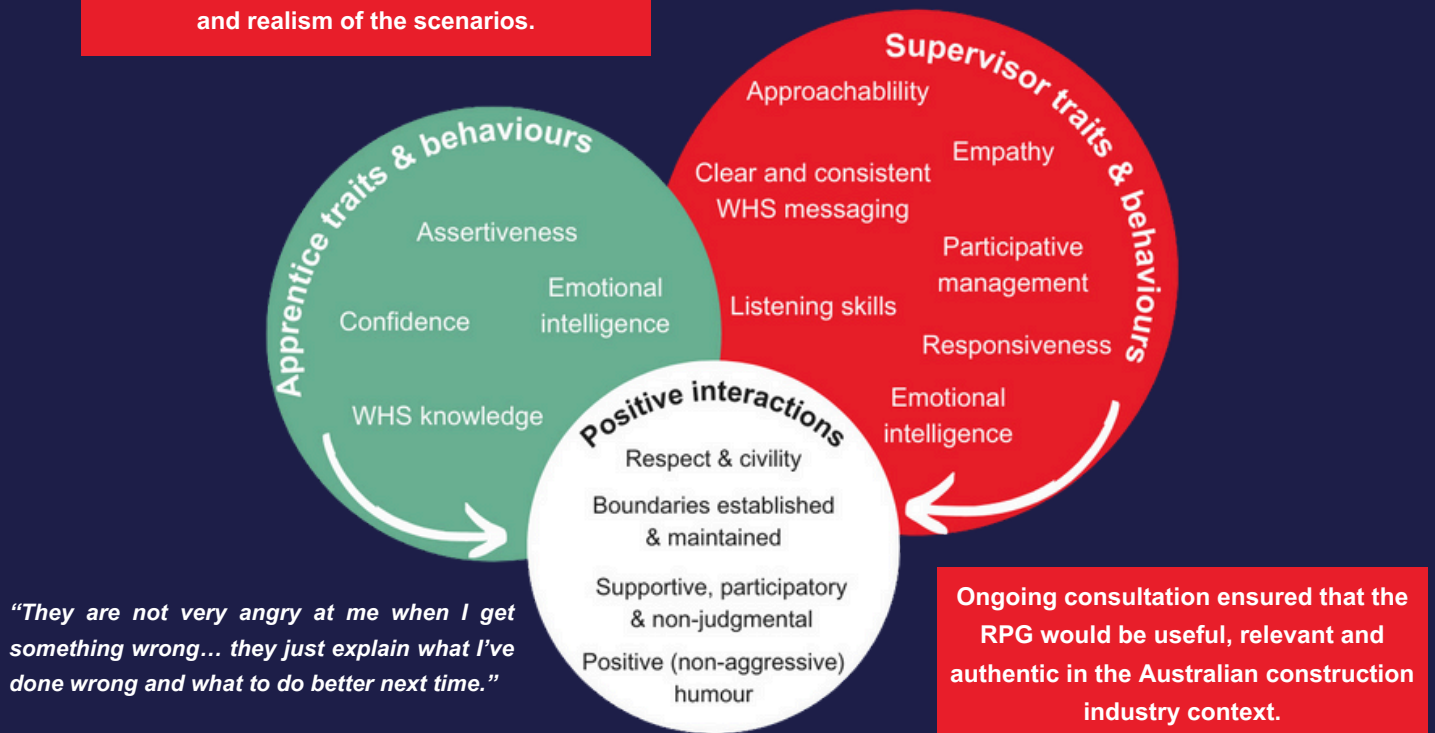 and realism of the scenarios.
Apprentice traits & behaviours
Assertiveness
Emotional
intelligence
Confidence
WHS knowledge
Supervisor traits & behaviours
Approachablility
Empathy
Clear and consistent
WHS messaging
Participative
management
Listening skills
Responsiveness
Emotional
intelligence
Positive interactions
Respect & civility
Boundaries established
& maintained
Supportive, participatory
& non-judgmental
Positive (non-aggressive)
humour
“They are not very angry at me when I get
something wrong… they just explain what I’ve
done wrong and what to do better next time.”
Ongoing consultation ensured that the
RPG would be useful, relevant and
authentic in the Australian construction
industry context.